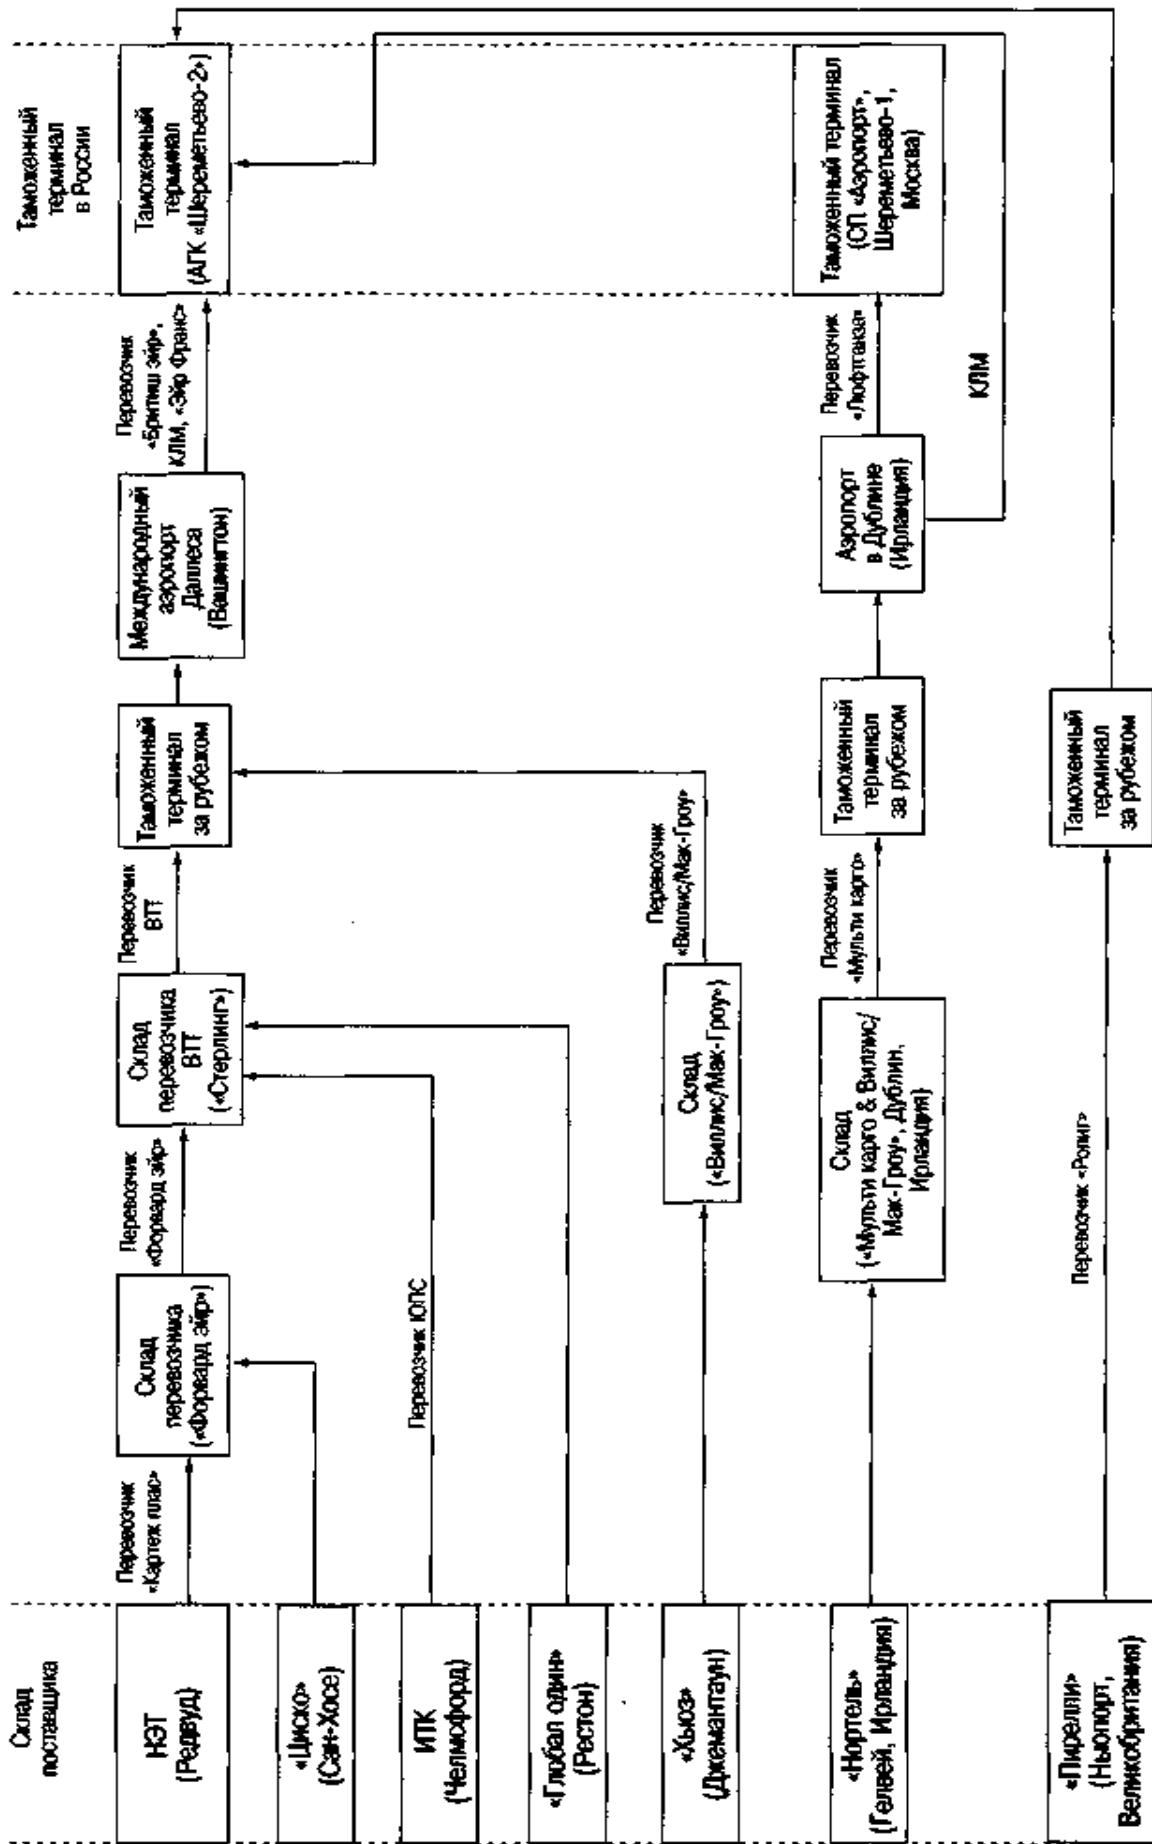 Склад
поставщика
НЭТ
(Редвуд)
«Циско»
(Сан-Хосе)
ИТК
(Челмсфорд)
«Глобал один»
(Рестон)
«Хьюз»
(Джемантаун)
«Нортель»
(Гелвей, Ирландия)
«Пирелли»
(Ньюпорт,
Великобритания)
Перевозчик
«Картеж плас»
Склад
перевозчика
(«Форвард эйр»)
Перевозчик
«Форвард эйр»
Перевозчик ЮПС
Склад
перевозчика
ВТТ
(«Стерлинг»)
Перевозчик
ВТТ
Склад
(«Виллис/Мак-Гроу»)
Перевозчик
«Виллис/Мак-Гроу»
Склад
(«Мульти карго & Виллис/
Мак-Гроу», Дублин,
Ирландия)
Перевозчик
«Мульти карго»
Перевозчик «Ролиг»
Таможенный
терминал
за рубежом
Таможенный
терминал
за рубежом
Таможенный
терминал
за рубежом
Международный
аэропорт
Даллеса
(Вашингтон)
Аэропорт
в Дублине
(Ирландия)
Перевозчик
«Бритиш эйр»,
КЛМ, «Эйр Франс»
Перевозчик
«Люфтганза»
КЛМ
Таможенный
терминал
в России
Таможенный
терминал
(АГК «Шереметьево-2»)
Таможенный терминал
(СП «Аэропорт»,
Шереметьево-1,
Москва)